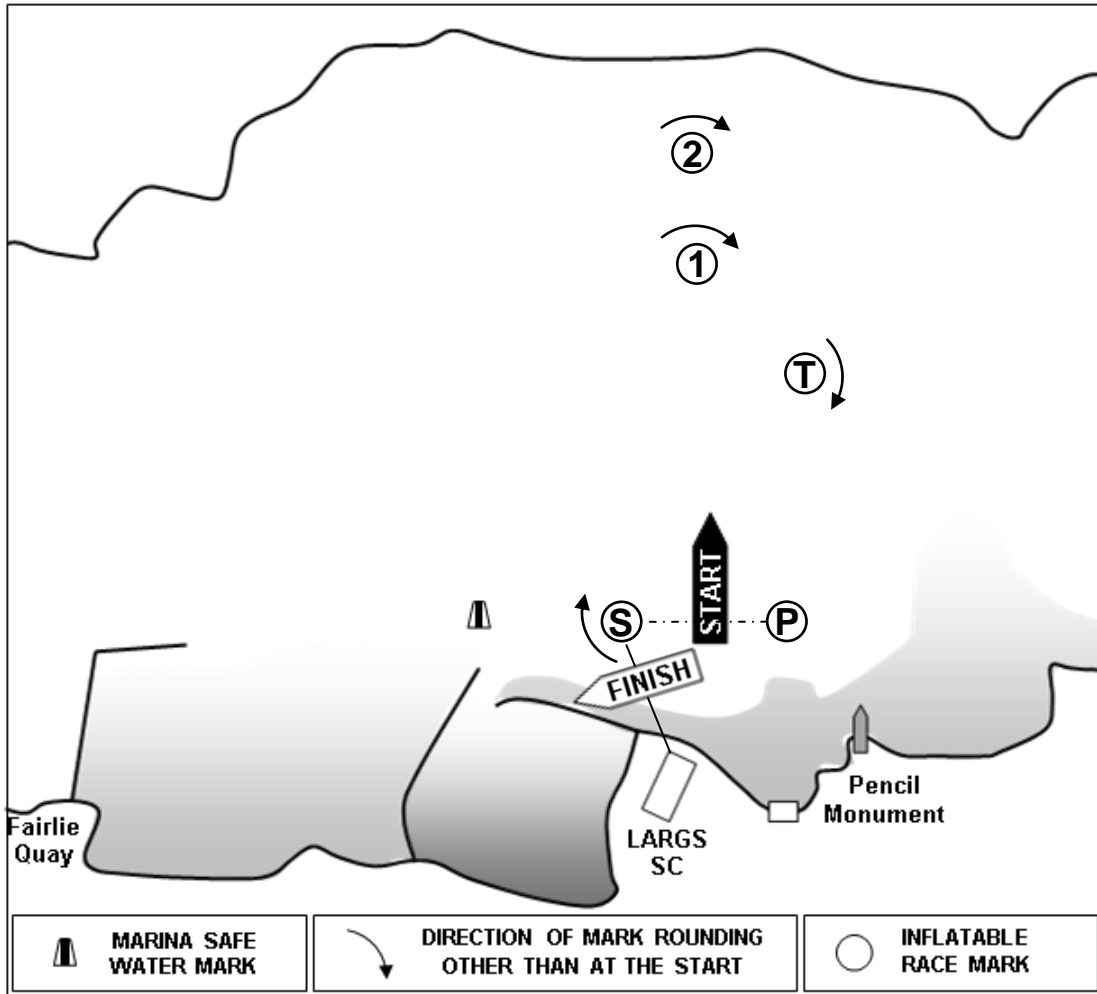 2
1
T
START
S
P
FINISH
Pencil
Monument
Fairlie
Quay
LARGS
SC
MARINA SAFE
WATER MARK
DIRECTION OF MARK ROUNDING
OTHER THAN AT THE START
INFLATABLE
RACE MARK